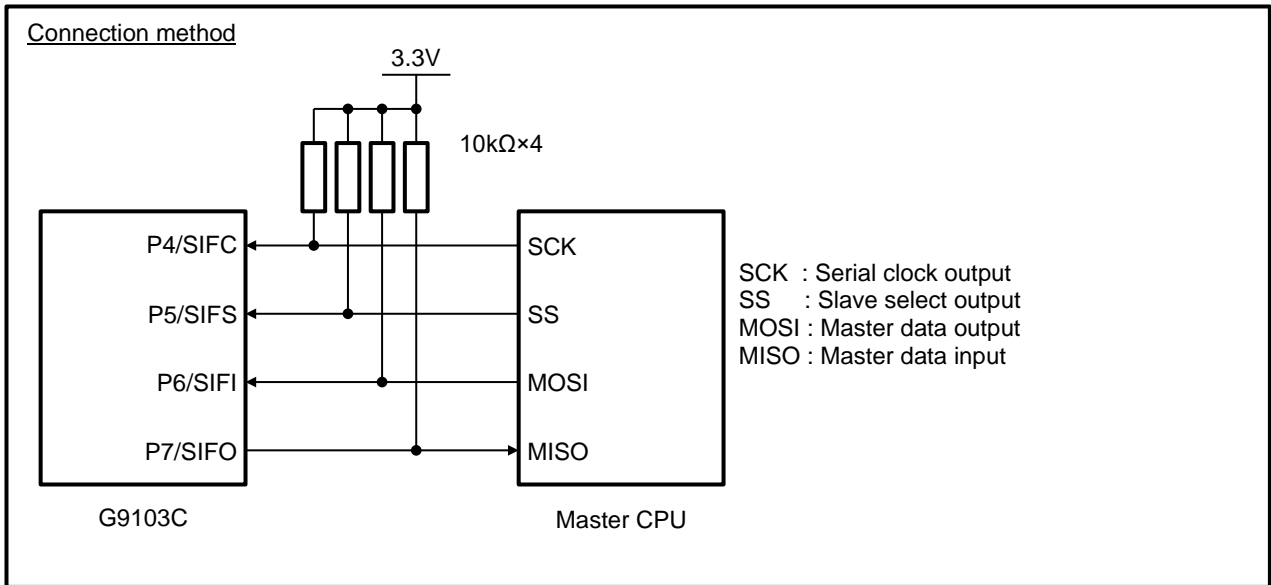 Connection method
3.3V
10kΩ×4
P4/SIFC
P5/SIFS
P6/SIFI
P7/SIFO
G9103C
SCK
SS
MOSI
MISO
Master CPU
SCK : Serial clock output
SS : Slave select output
MOSI : Master data output
MISO : Master data input